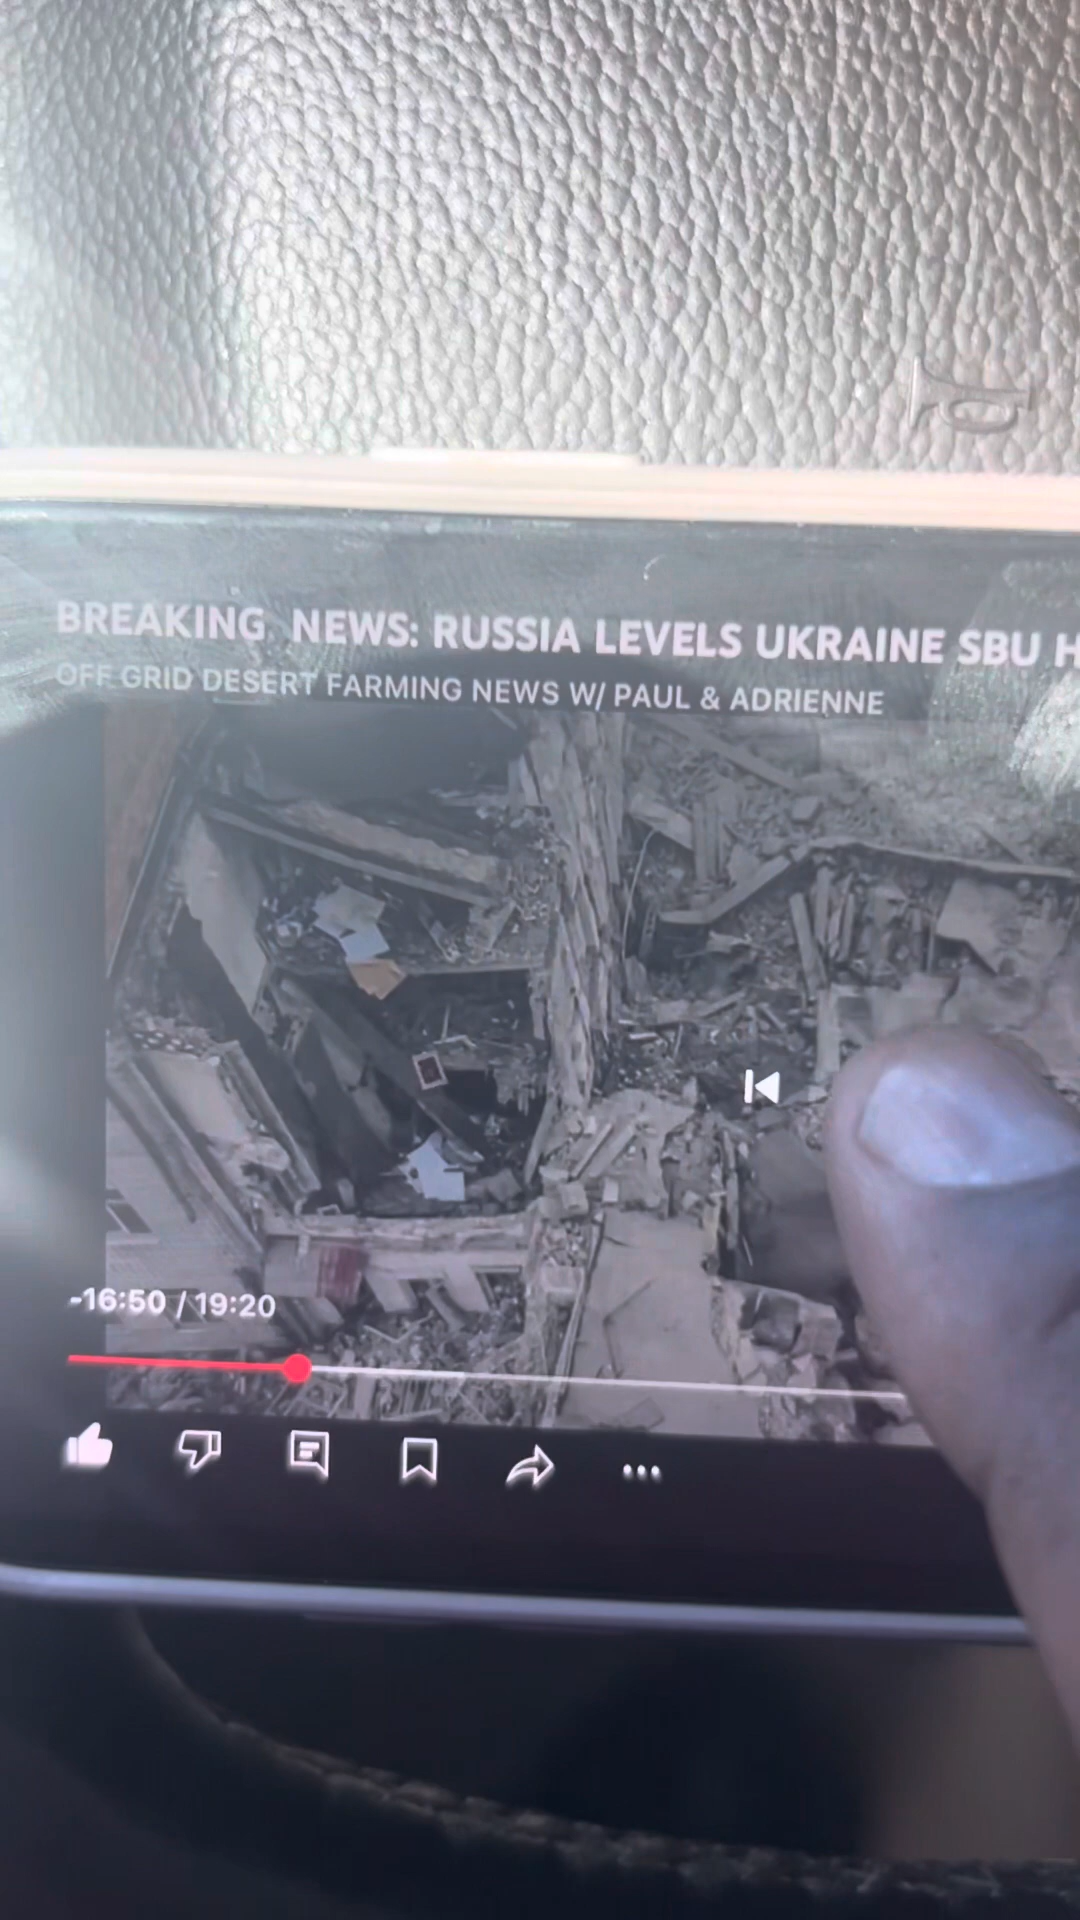 BREAKING NEWS: RUSSIA LEVELS UKRAINE SBU H
OFF GRID DESERT FARMING NEWS W/ PAUL & ADRIENNE
-16:50 / 19:20